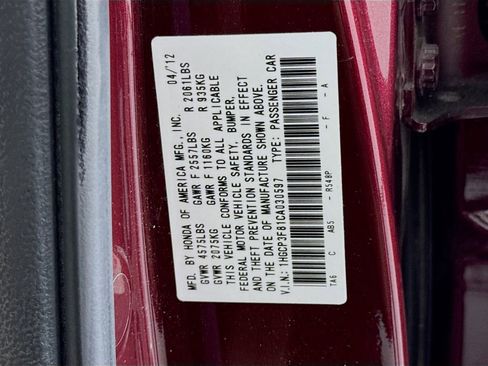 MFD. BY HONDA OF AMERICA MFG., INC. 04/12
GVWR 4575LBS GAWR F 2557LBS R 2061LBS
GVWR 2075KG GAWR F 1160KG R 935KG
THIS VEHICLE CONFORMS TO ALL APPLICABLE
FEDERAL MOTOR VEHICLE SAFETY, BUMPER,
AND THEFT PREVENTION STANDARDS IN EFFECT
ON THE DATE OF MANUFACTURE SHOWN ABOVE.
V.I.N.: 1HGCP3F81CA030597 TYPE: PASSENGER CAR
TA6 C AB5 - R548P - F - A